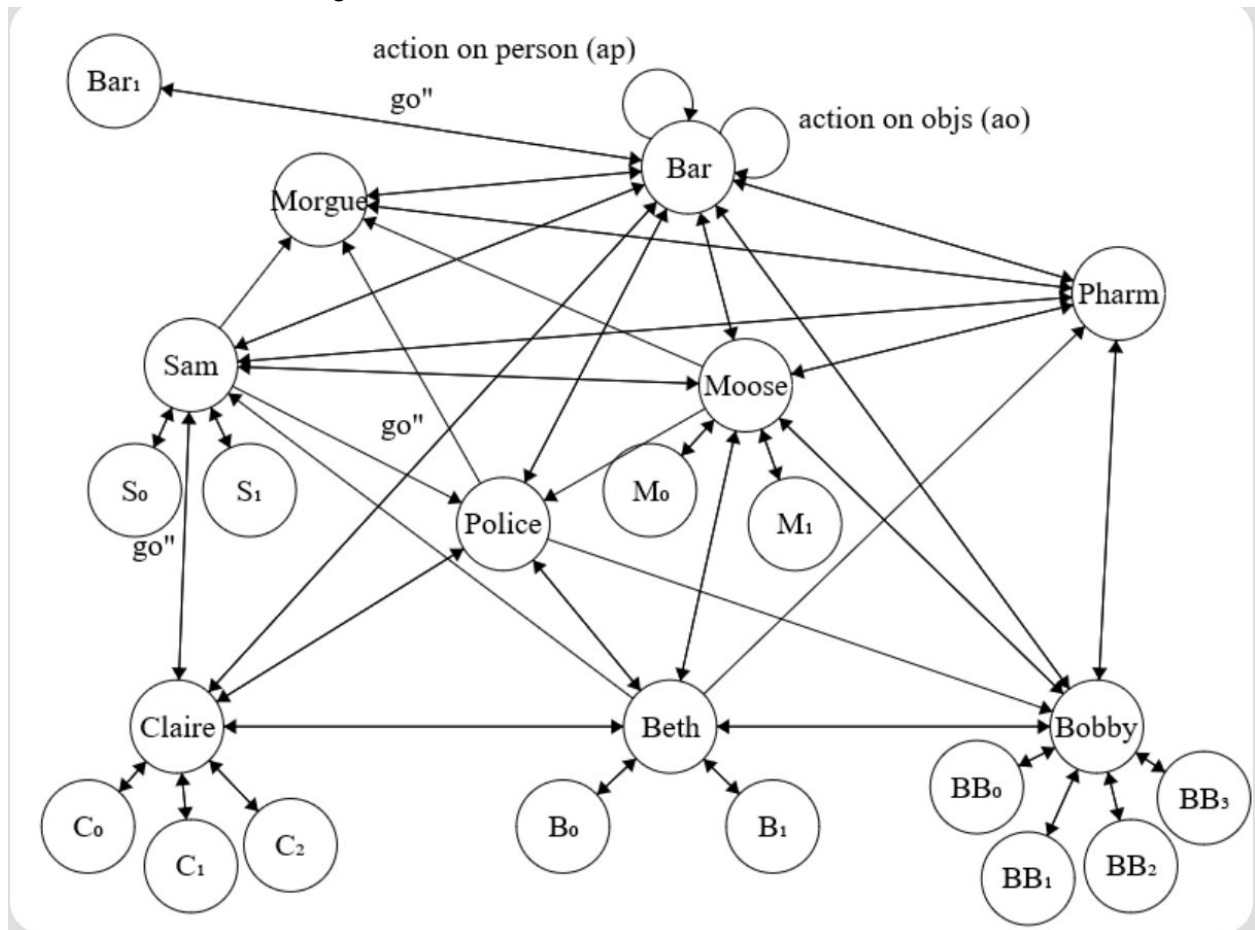 action on person (ap)
Bar₁
go"
action on objs (ao)
Bar
Morgue
Pharm
Sam
Moose
go"
S₀
S₁
M₀
M₁
Police
go"
Claire
Beth
Bobby
BB₀
BB₃
C₀
C₁
C₂
B₀
B₁
BB₁
BB₂